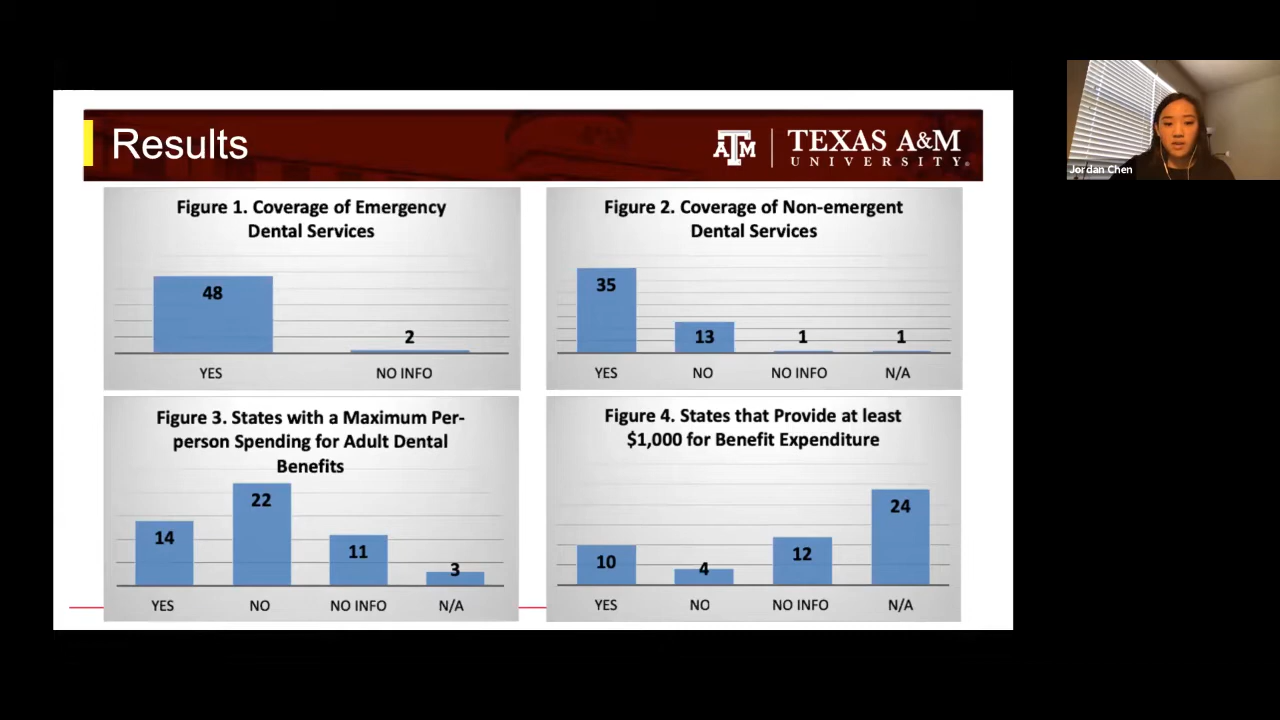 Results
ATM
TEXAS A&M
UNIVERSITY®
Jordan Chen
Figure 1. Coverage of Emergency
Dental Services
48
2
YES
NO INFO
Figure 2. Coverage of Non-emergent
Dental Services
35
13
1
1
YES
NO
NO INFO
N/A
Figure 3. States with a Maximum Per-
person Spending for Adult Dental
Benefits
14
22
11
3
YES
NO
NO INFO
N/A
Figure 4. States that Provide at least
$1,000 for Benefit Expenditure
10
4
12
24
YES
NO
NO INFO
N/A